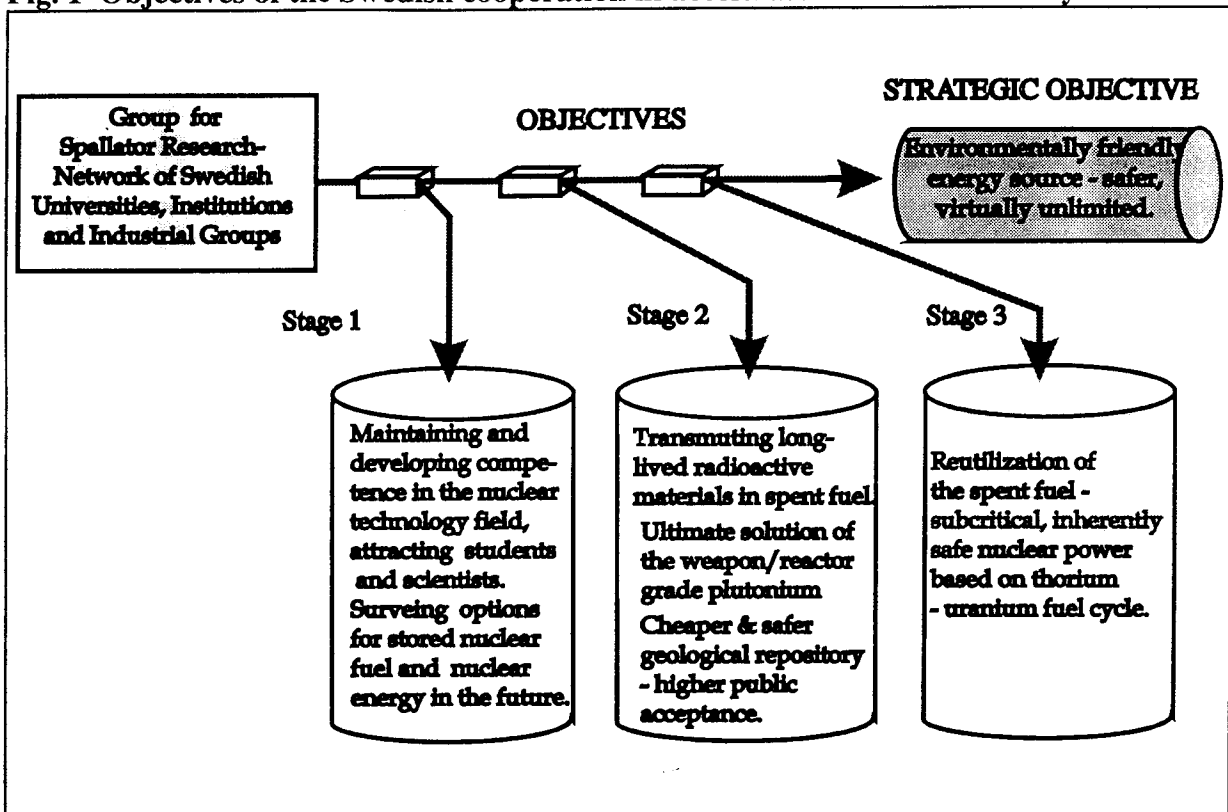 Fig. 1 Objectives of the Swedish cooperation in
STRATEGIC OBJECTIVE
Group for
Spallator Research-
Network of Swedish
Universities, Institutions
and Industrial Groups
OBJECTIVES
Environmentally friendly
energy source - safer,
virtually unlimited.
Stage 1
Stage 2
Stage 3
Maintaining and
developing compe-
tence in the nuclear
technology field,
attracting students
and scientists.
Surveing options
for stored nuclear
fuel and nuclear
energy in the future.
Transmuting long-
lived radioactive
materials in spent fuel.
Ultimate solution of
the weapon/reactor
grade plutonium
Cheaper & safer
geological repository
- higher public
acceptance.
Reutilization of
the spent fuel -
subcritical, inherently
safe nuclear power
based on thorium
- uranium fuel cycle.